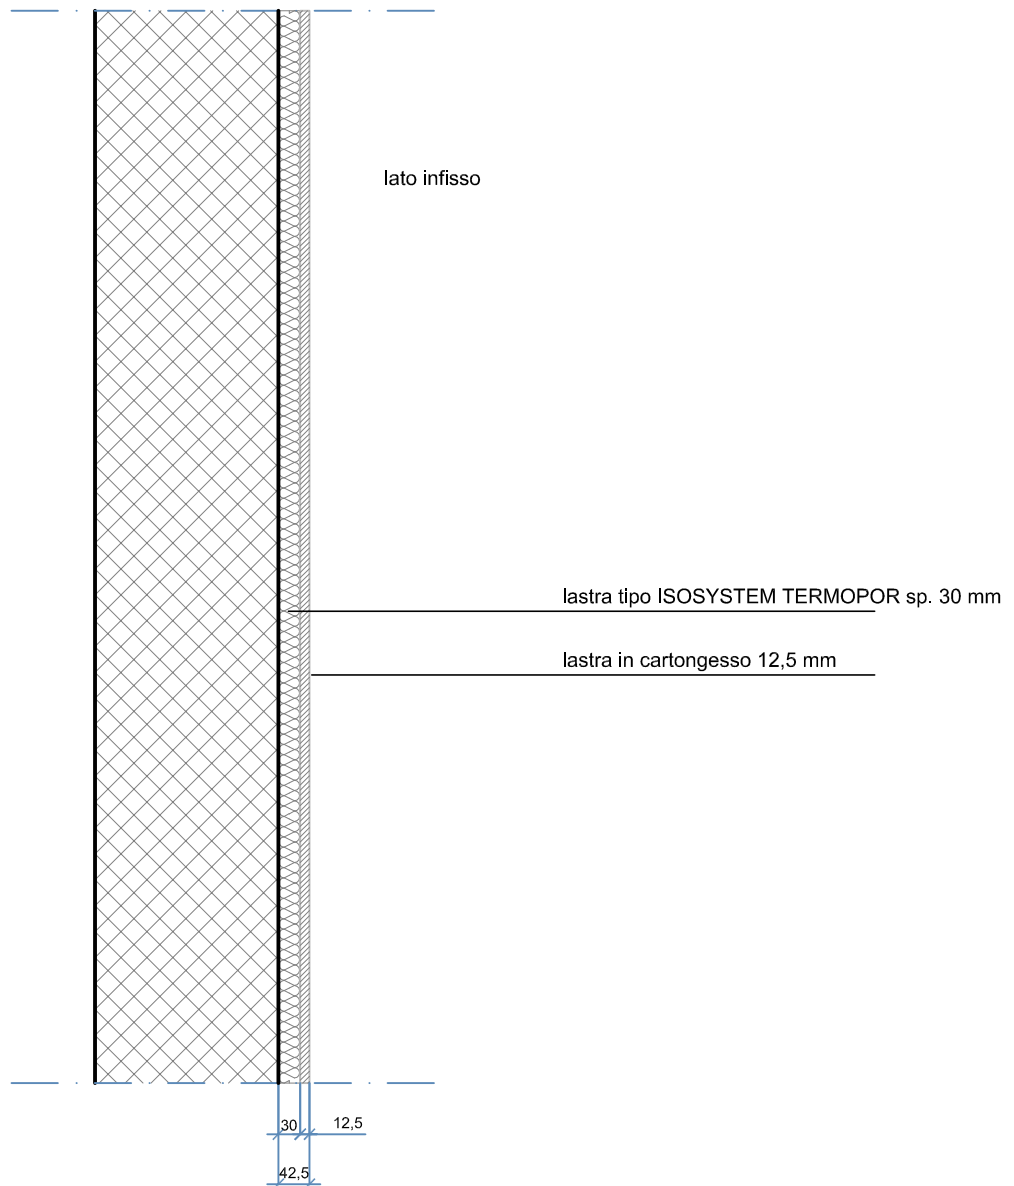 lato infisso
lastra tipo ISOSYSTEM TERMOPOR sp. 30 mm
lastra in cartongesso 12,5 mm
30
12,5
42,5